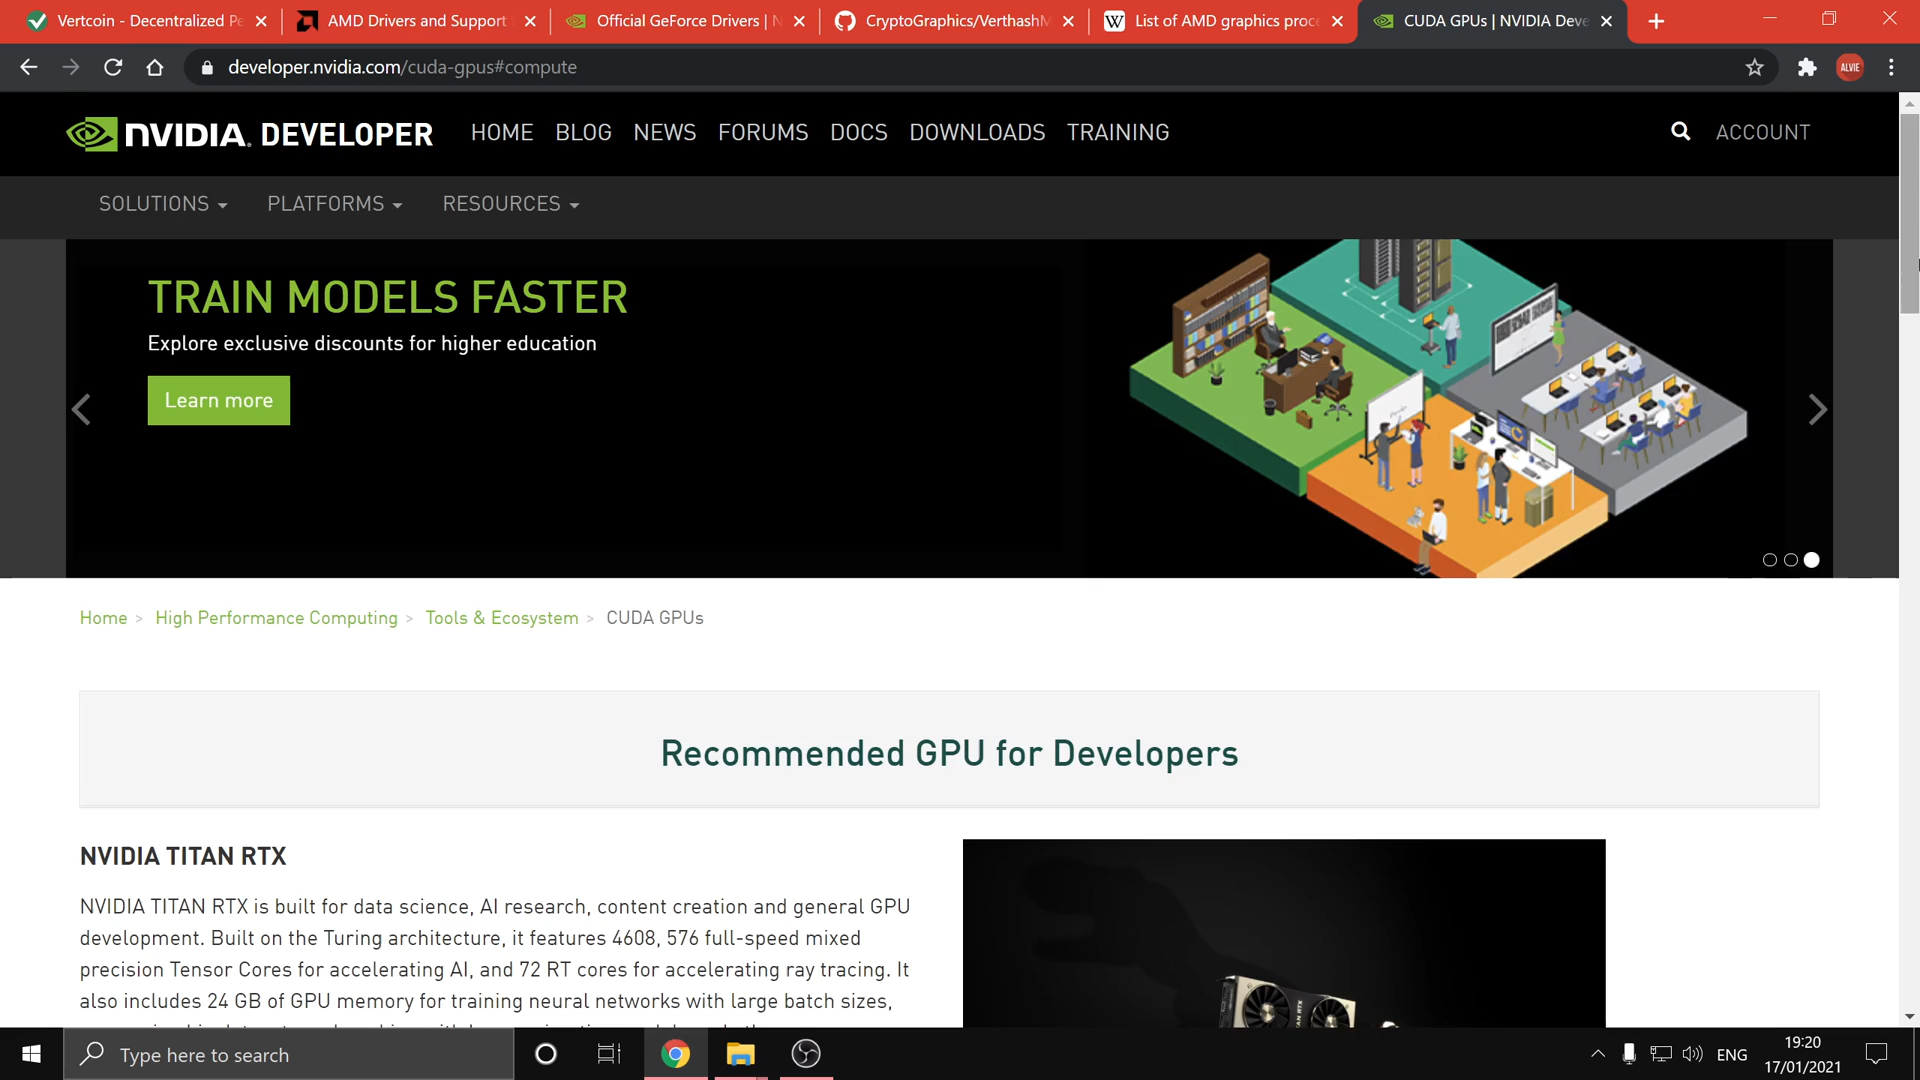 Vertcoin - Decentralized Pe
AMD Drivers and Support
Official GeForce Drivers | N
CryptoGraphics/VerthashM
List of AMD graphics proce
CUDA GPUs | NVIDIA Deve
developer.nvidia.com/cuda-gpus#compute
ALVIE
NVIDIA. DEVELOPER
HOME BLOG NEWS FORUMS DOCS DOWNLOADS TRAINING
ACCOUNT
SOLUTIONS PLATFORMS RESOURCES
TRAIN MODELS FASTER
Explore exclusive discounts for higher education
Learn more
Home > High Performance Computing > Tools & Ecosystem > CUDA GPUs
Recommended GPU for Developers
NVIDIA TITAN RTX
NVIDIA TITAN RTX is built for data science, AI research, content creation and general GPU
development. Built on the Turing architecture, it features 4608, 576 full-speed mixed
precision Tensor Cores for accelerating AI, and 72 RT cores for accelerating ray tracing. It
also includes 24 GB of GPU memory for training neural networks with large batch sizes,
Type here to search
ENG
19:20
17/01/2021